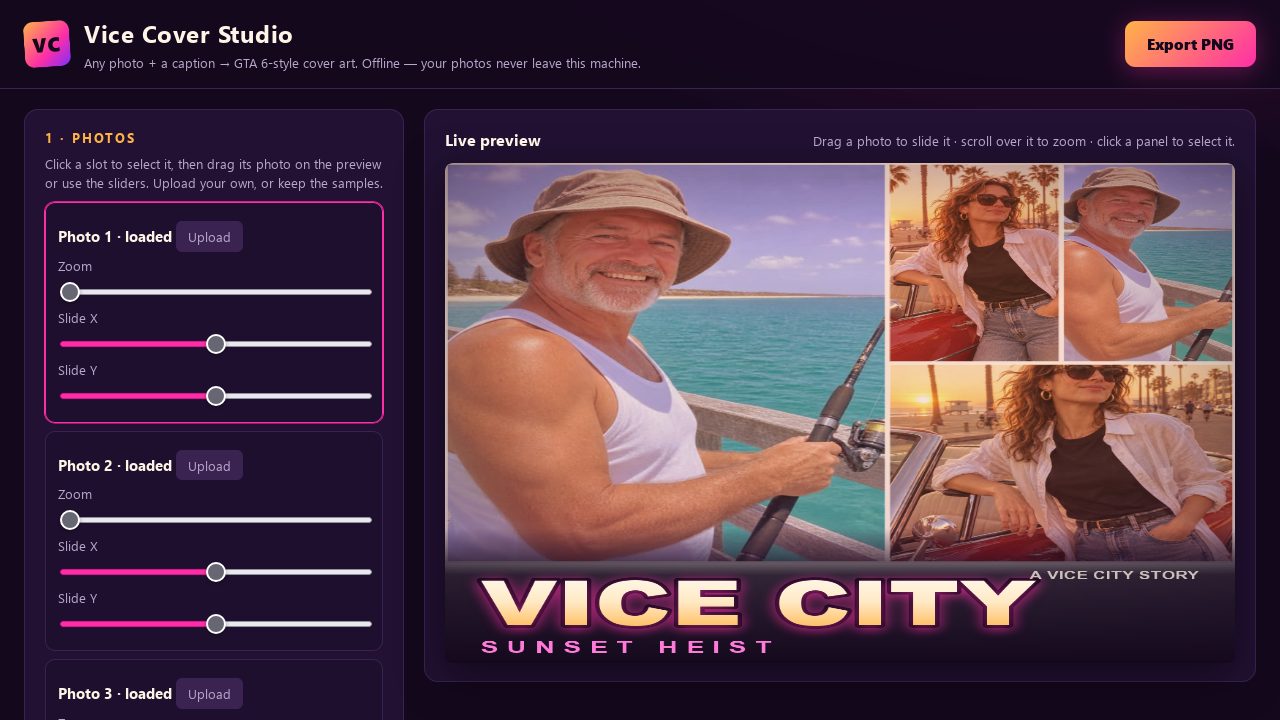 VC
Vice Cover Studio
Any photo + a caption → GTA 6-style cover art. Offline — your photos never leave this machine.
Export PNG
1 · PHOTOS
Click a slot to select it, then drag its photo on the preview
or use the sliders. Upload your own, or keep the samples.
Photo 1 · loaded Upload
Zoom
Slide X
Slide Y
Photo 2 · loaded Upload
Zoom
Slide X
Slide Y
Photo 3 · loaded Upload
Live preview
Drag a photo to slide it · scroll over it to zoom · click a panel to select it.
A VICE CITY STORY
VICE CITY
SUNSET HEIST